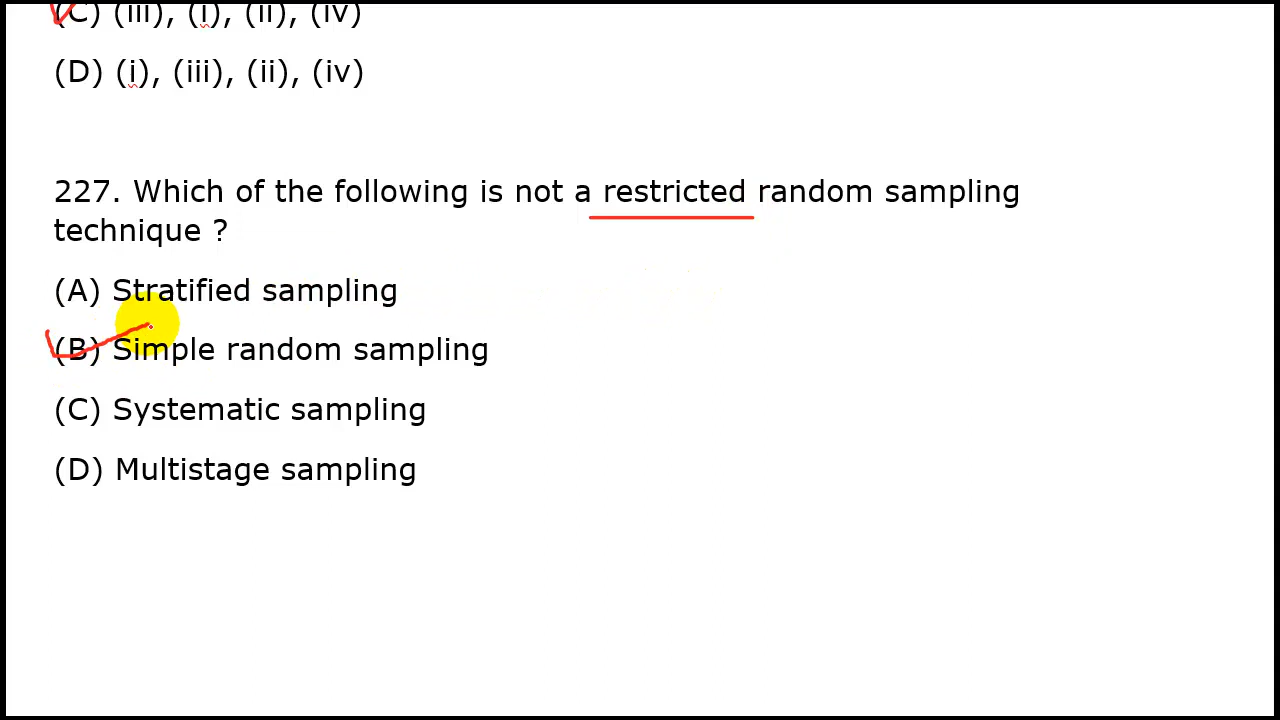 (C) (iii), (i), (ii), (iv)
(D) (i), (iii), (ii), (iv)
227. Which of the following is not a restricted random sampling
technique ?
(A) Stratified sampling
(B) Simple random sampling
(C) Systematic sampling
(D) Multistage sampling